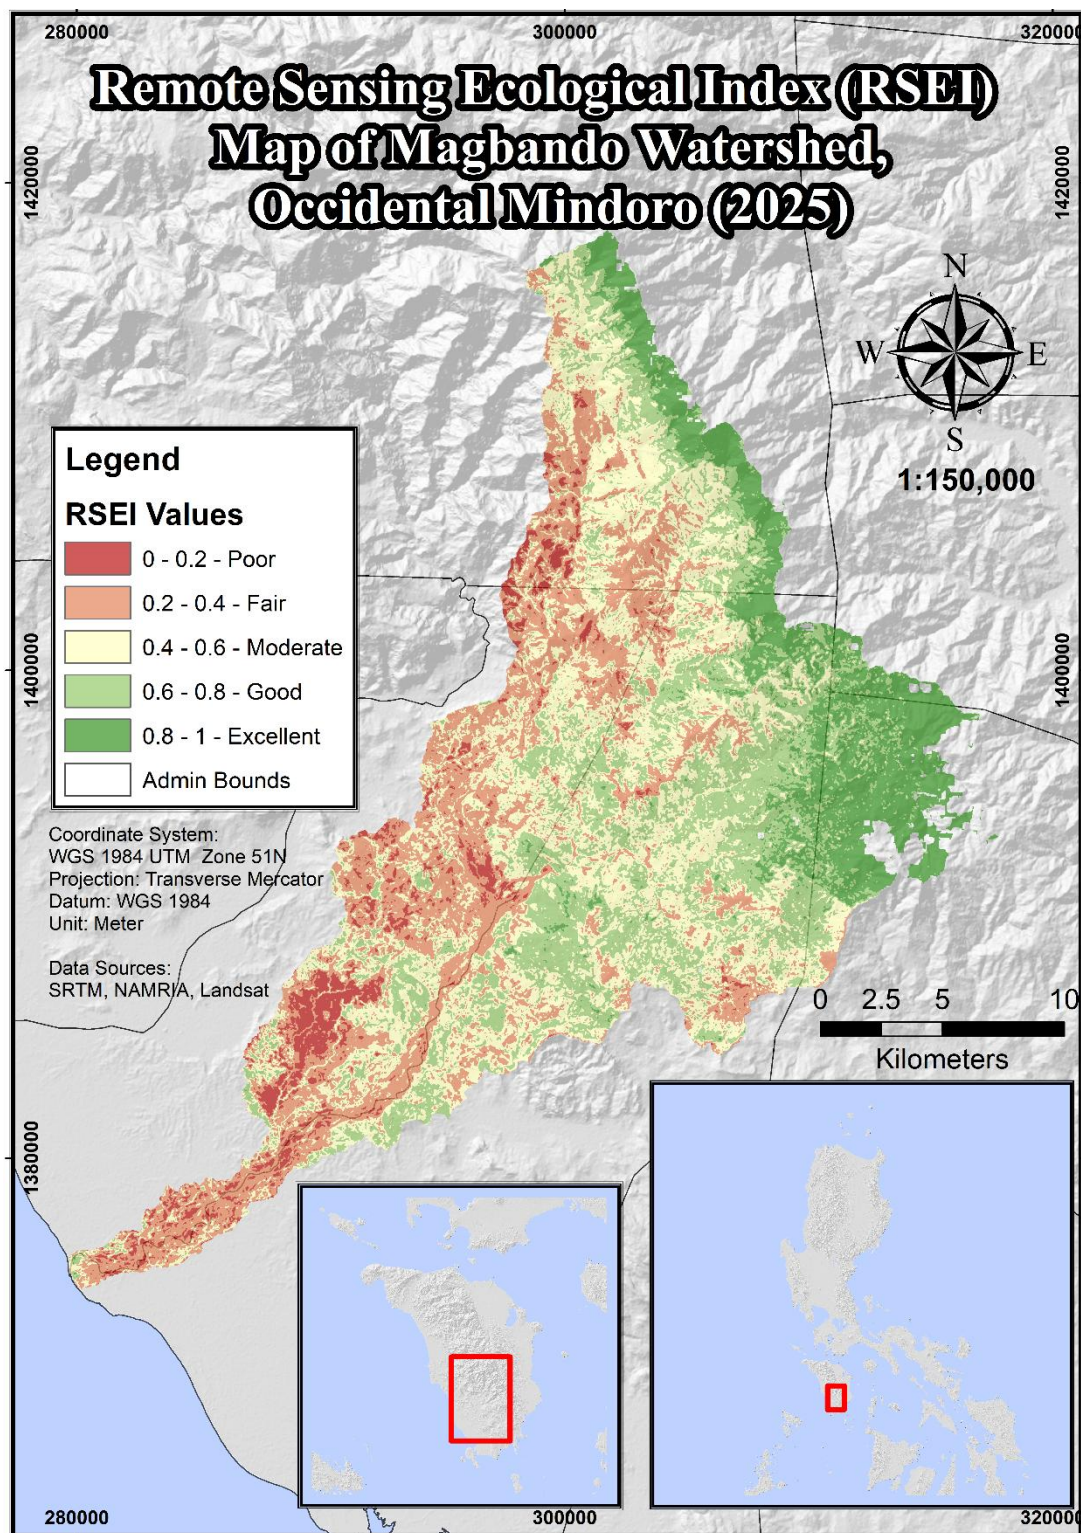 280000
300000
320000
Remote Sensing Ecological Index (RSEI)
Map of Magbando Watershed,
Occidental Mindoro (2025)
1420000
1420000
N
W
E
S
1:150,000
Legend
RSEI Values
0 - 0.2 - Poor
0.2 - 0.4 - Fair
0.4 - 0.6 - Moderate
0.6 - 0.8 - Good
0.8 - 1 - Excellent
Admin Bounds
1400000
1400000
Coordinate System:
WGS 1984 UTM Zone 51N
Projection: Transverse Mercator
Datum: WGS 1984
Unit: Meter
Data Sources:
SRTM, NAMRIA, Landsat
0 2.5 5 10
Kilometers
1380000
280000
300000
320000